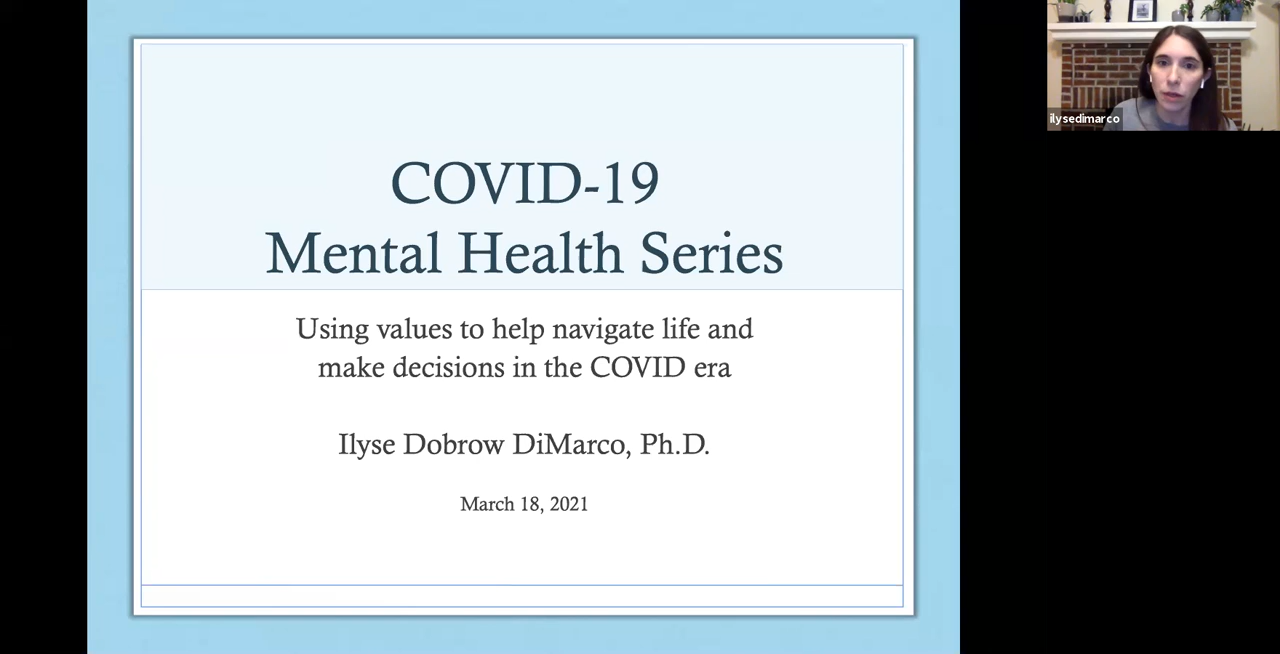 COVID-19
Mental Health Series
Using values to help navigate life and
make decisions in the COVID era
Ilyse Dobrow DiMarco, Ph.D.
March 18, 2021
ilysedimarco